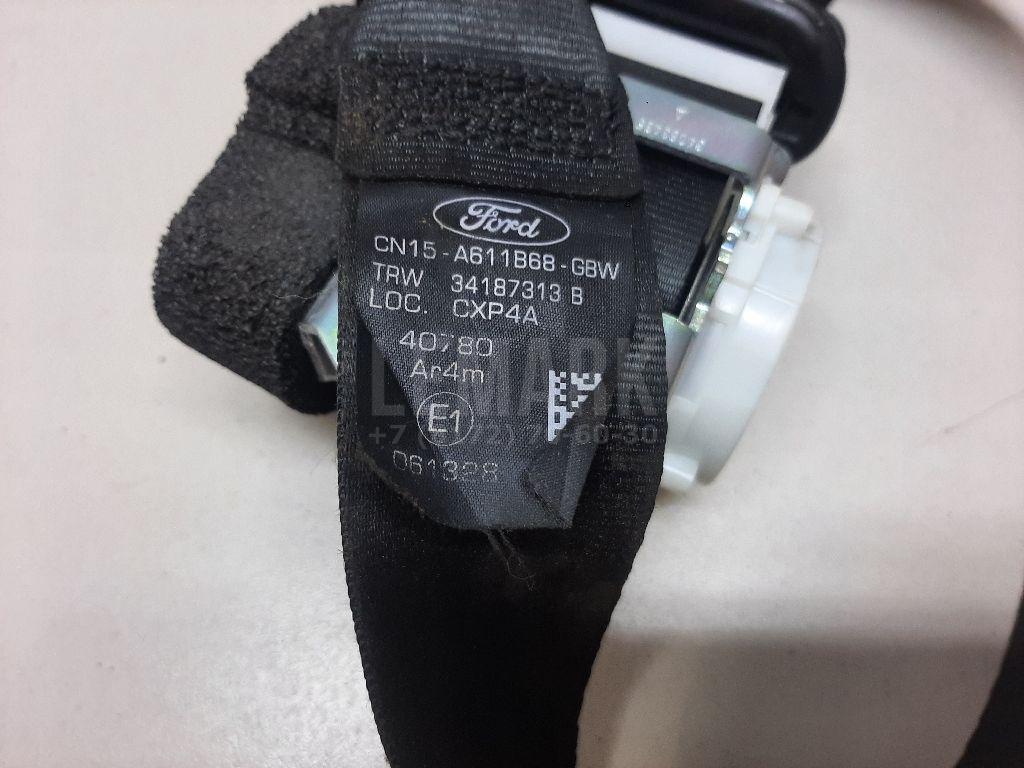 Ford
CN15-A611B68-GBW
TRW 34187313 B
LOC. CXP4A
40780
Ar4m
E1
061328